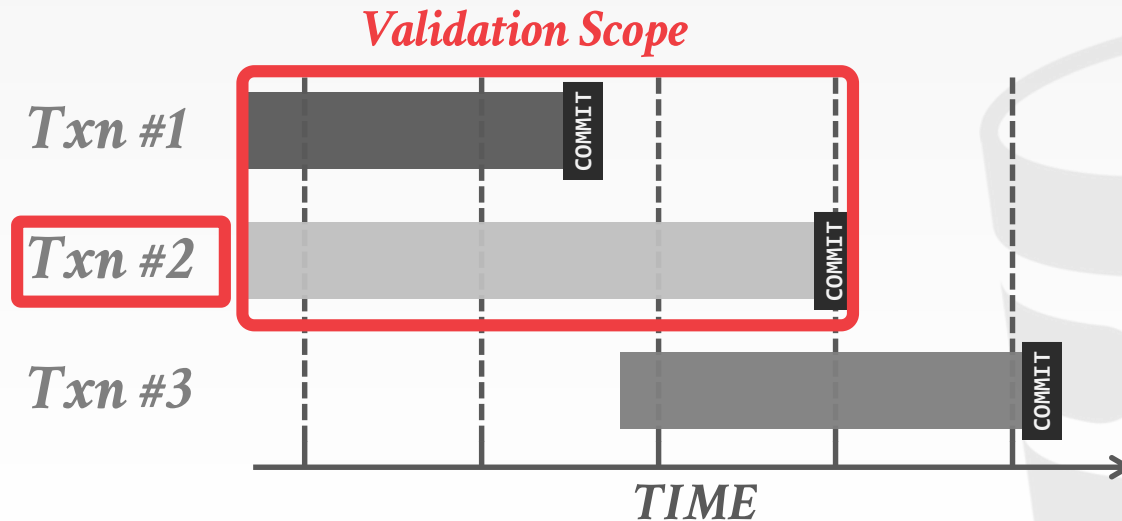 Validation Scope
Txn #1
COMMIT
Txn #2
COMMIT
Txn #3
COMMIT
TIME